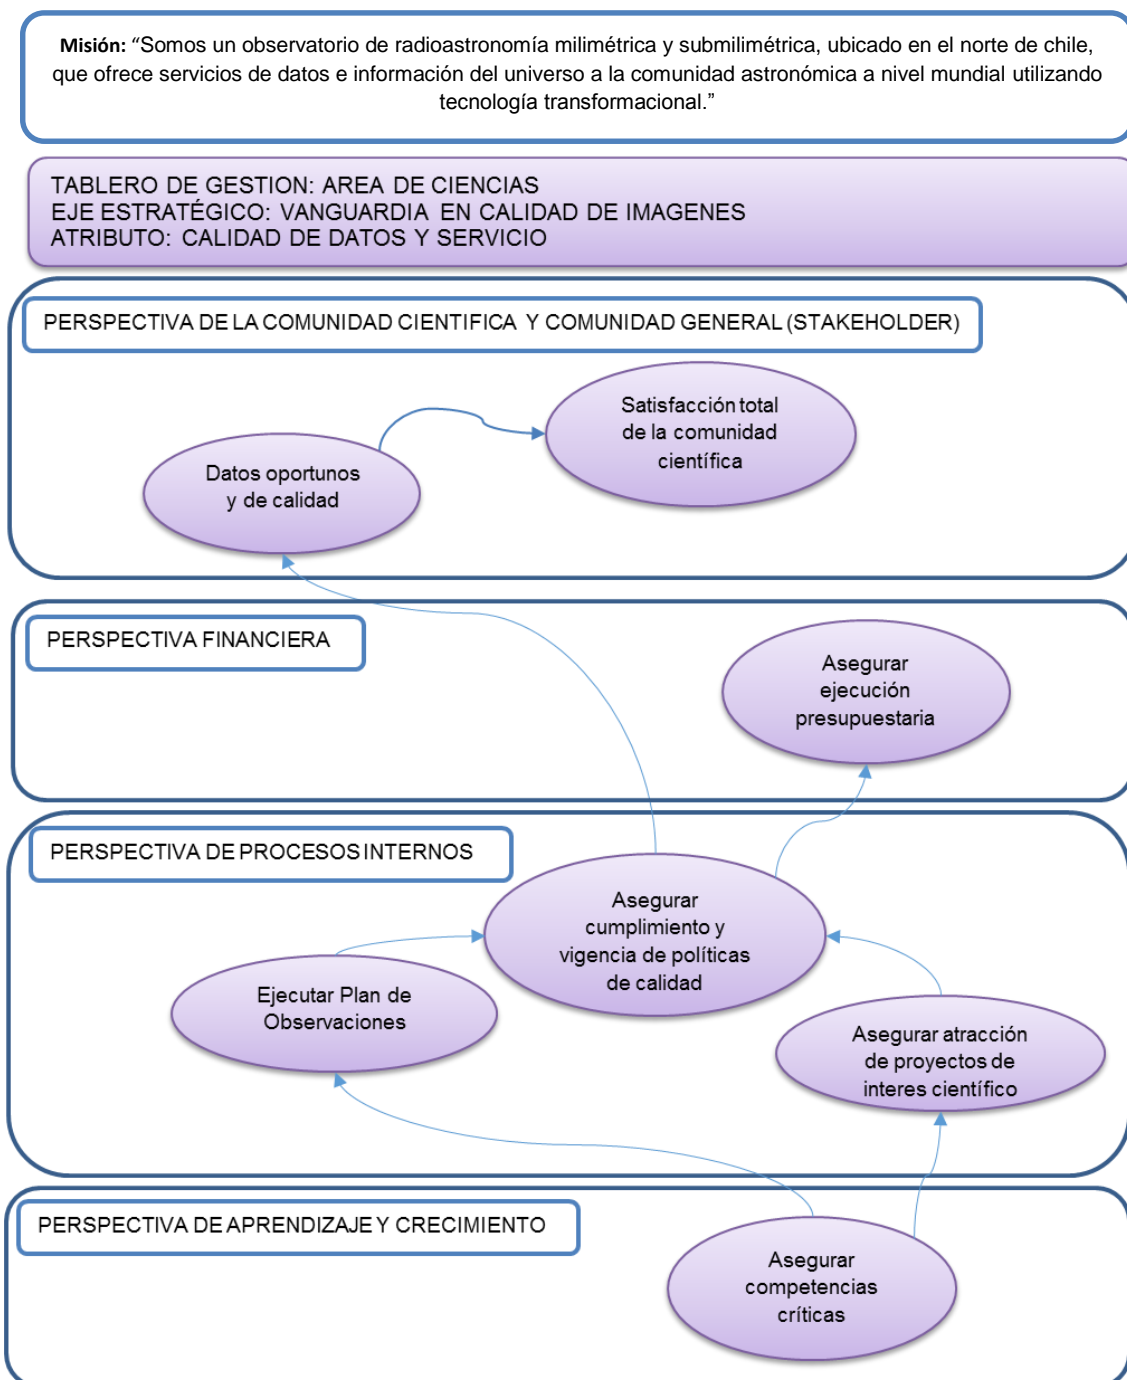 Misión: “Somos un observatorio de radioastronomía milimétrica y submilimétrica, ubicado en el norte de chile,
que ofrece servicios de datos e información del universo a la comunidad astronómica a nivel mundial utilizando
tecnología transformacional.”
TABLERO DE GESTION: AREA DE CIENCIAS
EJE ESTRATÉGICO: VANGUARDIA EN CALIDAD DE IMAGENES
ATRIBUTO: CALIDAD DE DATOS Y SERVICIO
PERSPECTIVA DE LA COMUNIDAD CIENTIFICA Y COMUNIDAD GENERAL (STAKEHOLDER)
Satisfacción total
de la comunidad
científica
Datos oportunos
y de calidad
PERSPECTIVA FINANCIERA
Asegurar
ejecución
presupuestaria
PERSPECTIVA DE PROCESOS INTERNOS
Asegurar
cumplimiento y
vigencia de políticas
de calidad
Ejecutar Plan de
Observaciones
Asegurar atracción
de proyectos de
interes científico
PERSPECTIVA DE APRENDIZAJE Y CRECIMIENTO
Asegurar
competencias
críticas